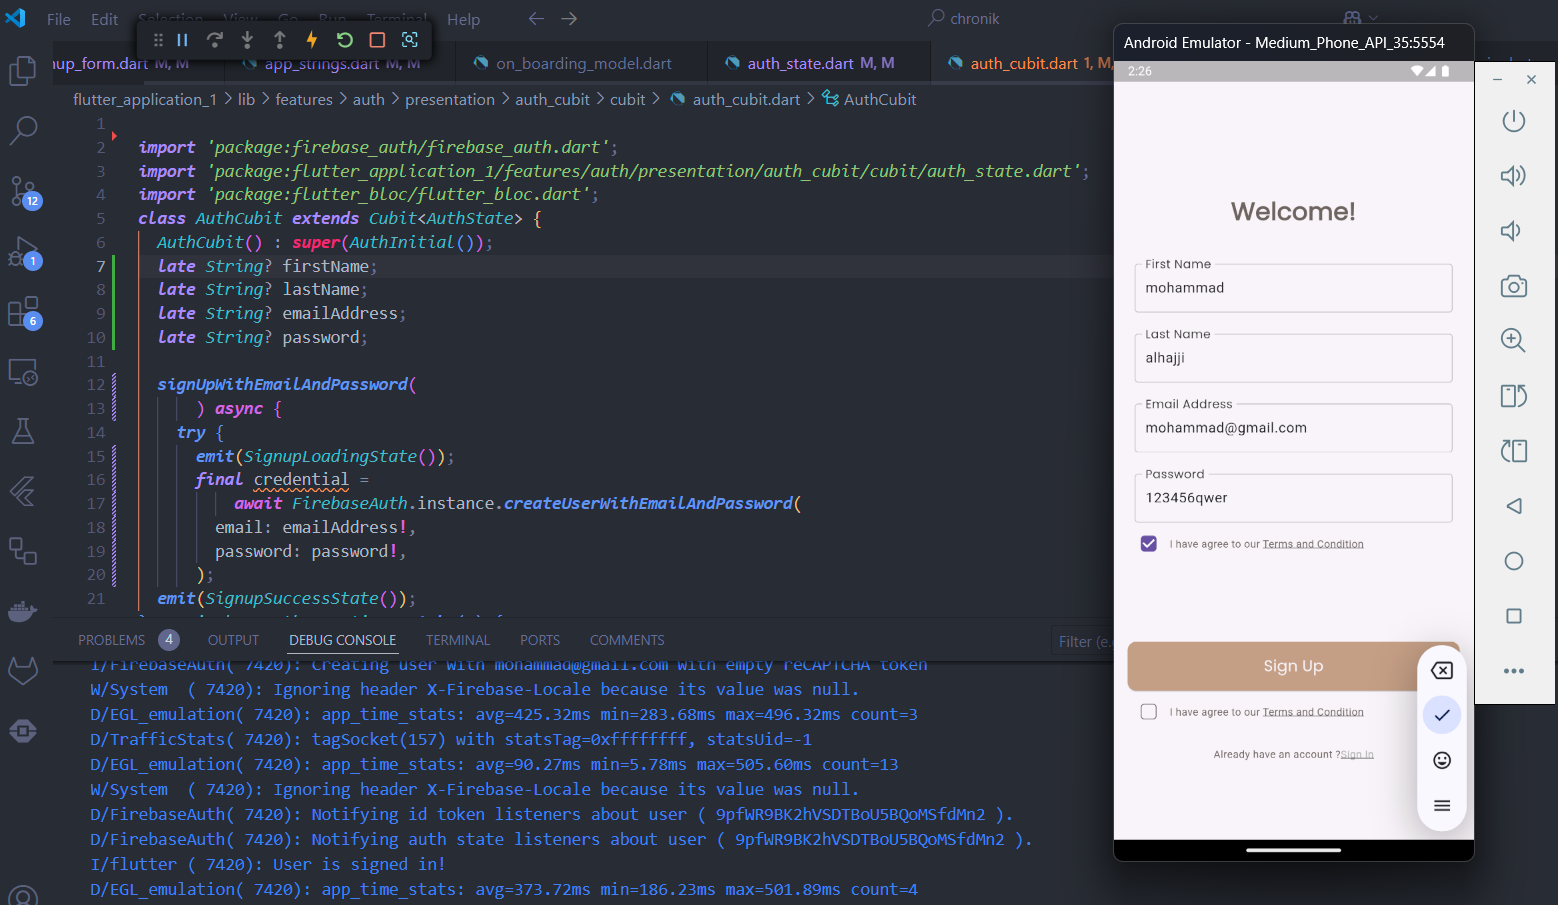 File Edit Selection View Go Run Terminal Help
chronik
nup_form.dart M, M
app_strings.dart M, M
on_boarding_model.dart
auth_state.dart M, M
auth_cubit.dart 1, M,
flutter_application_1 > lib > features > auth > presentation > auth_cubit > cubit > auth_cubit.dart > AuthCubit
1
2 import 'package:firebase_auth/firebase_auth.dart';
3 import 'package:flutter_application_1/features/auth/presentation/auth_cubit/cubit/auth_state.dart';
4 import 'package:flutter_bloc/flutter_bloc.dart';
5 class AuthCubit extends Cubit<AuthState> {
6 AuthCubit() : super(AuthInitial());
7 late String? firstName;
8 late String? lastName;
9 late String? emailAddress;
10 late String? password;
11
12 signUpWithEmailAndPassword(
13 ) async {
14 try {
15 emit(SignupLoadingState());
16 final credential =
17 await FirebaseAuth.instance.createUserWithEmailAndPassword(
18 email: emailAddress!,
19 password: password!,
20 );
21 emit(SignupSuccessState());
12
1
6
PROBLEMS 4 OUTPUT DEBUG CONSOLE TERMINAL PORTS COMMENTS
Filter (e.
I/FirebaseAuth( 7420): Creating user with mohammad@gmail.com with empty reCAPTCHA token
W/System ( 7420): Ignoring header X-Firebase-Locale because its value was null.
D/EGL_emulation( 7420): app_time_stats: avg=425.32ms min=283.68ms max=496.32ms count=3
D/TrafficStats( 7420): tagSocket(157) with statsTag=0xffffffff, statsUid=-1
D/EGL_emulation( 7420): app_time_stats: avg=90.27ms min=5.78ms max=505.60ms count=13
W/System ( 7420): Ignoring header X-Firebase-Locale because its value was null.
D/FirebaseAuth( 7420): Notifying id token listeners about user ( 9pfWR9BK2hVSDTBoU5BQoMSfdMn2 ).
D/FirebaseAuth( 7420): Notifying auth state listeners about user ( 9pfWR9BK2hVSDTBoU5BQoMSfdMn2 ).
I/flutter ( 7420): User is signed in!
D/EGL_emulation( 7420): app_time_stats: avg=373.72ms min=186.23ms max=501.89ms count=4
Android Emulator - Medium_Phone_API_35:5554
2:26
Welcome!
First Name
mohammad
Last Name
alhajji
Email Address
mohammad@gmail.com
Password
123456qwer
I have agree to our Terms and Condition
Sign Up
I have agree to our Terms and Condition
Already have an account ?Sign In